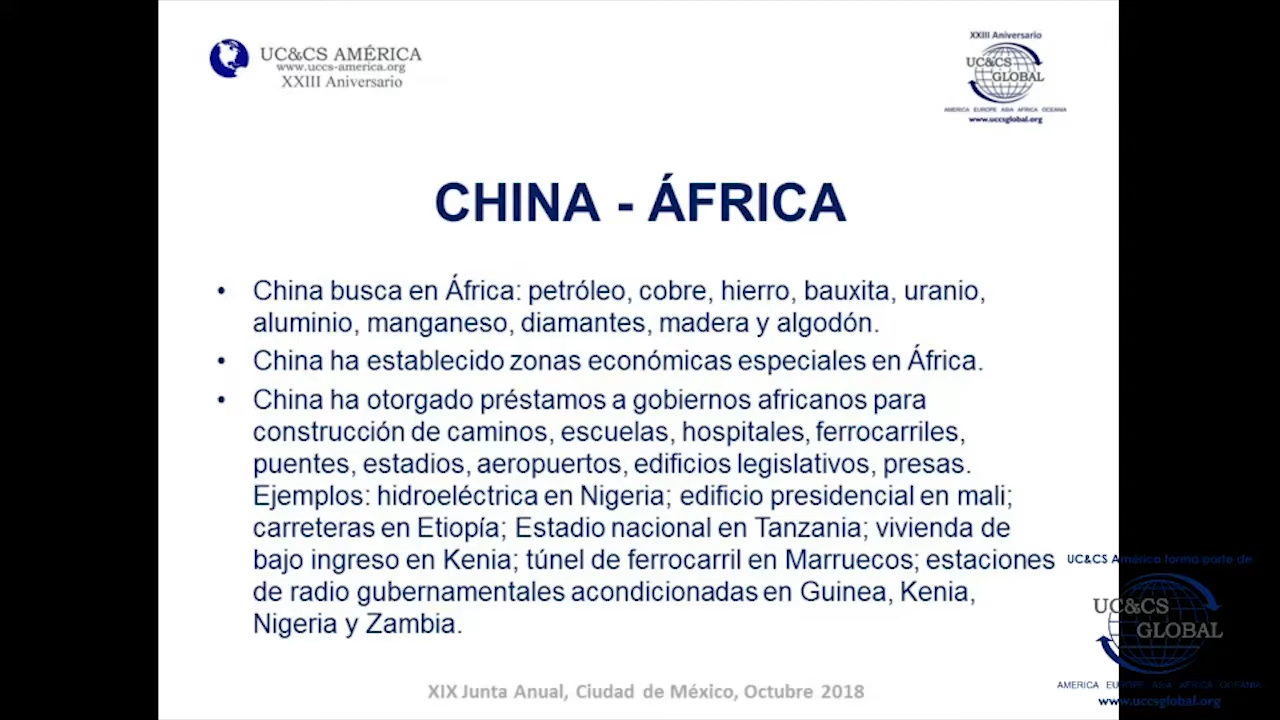 UC&CS AMÉRICA
www.uccs-america.org
XXIII Aniversario
XXIII Aniversario
UC&CS
GLOBAL
AMERICA EUROPE ASIA AFRICA OCEANIA
www.uccsglobal.org
CHINA - ÁFRICA
• China busca en África: petróleo, cobre, hierro, bauxita, uranio,
aluminio, manganeso, diamantes, madera y algodón.
• China ha establecido zonas económicas especiales en África.
• China ha otorgado préstamos a gobiernos africanos para
construcción de caminos, escuelas, hospitales, ferrocarriles,
puentes, estadios, aeropuertos, edificios legislativos, presas.
Ejemplos: hidroeléctrica en Nigeria; edificio presidencial en mali;
carreteras en Etiopía; Estadio nacional en Tanzania; vivienda de
bajo ingreso en Kenia; túnel de ferrocarril en Marruecos; estaciones
de radio gubernamentales acondicionadas en Guinea, Kenia,
Nigeria y Zambia.
UC&CS América forma parte de
UC&CS
GLOBAL
AMERICA EUROPE ASIA AFRICA OCEANIA
www.uccsglobal.org
XIX Junta Anual, Ciudad de México, Octubre 2018